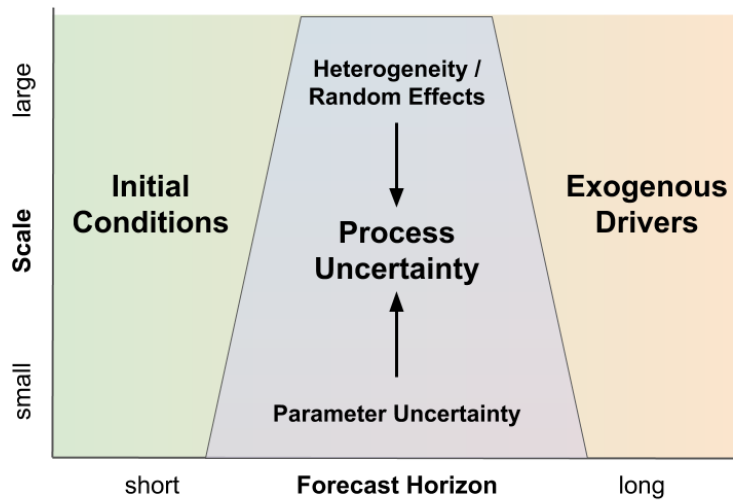 large
Scale
small
Initial
Conditions
Heterogeneity /
Random Effects
Process
Uncertainty
Parameter Uncertainty
Exogenous
Drivers
short
Forecast Horizon
long